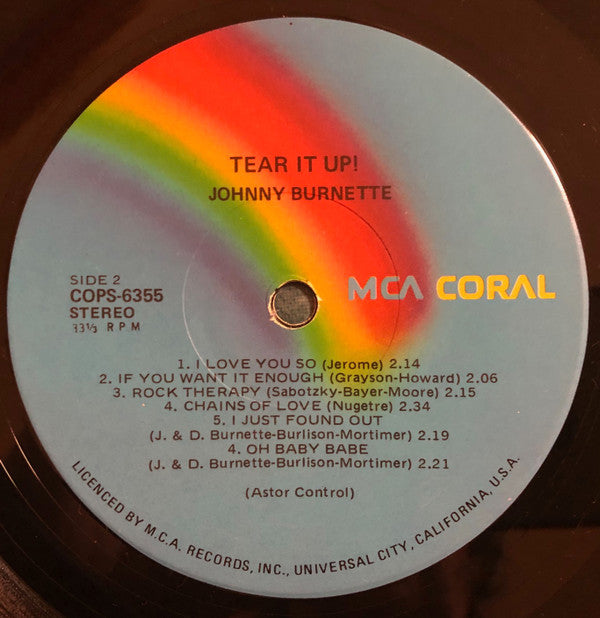 TEAR IT UP!
JOHNNY BURNETTE
SIDE 2
COPS-6355
STEREO
33⅓ RPM
MCA CORAL
1. I LOVE YOU SO (Jerome) 2.14
2. IF YOU WANT IT ENOUGH (Grayson-Howard) 2.06
3. ROCK THERAPY (Sabotzky-Bayer-Moore) 2.15
4. CHAINS OF LOVE (Nugetre) 2.34
5. I JUST FOUND OUT
(J. & D. Burnette-Burlison-Mortimer) 2.19
4. OH BABY BABE
(J. & D. Burnette-Burlison-Mortimer) 2.21
(Astor Control)
LICENCED BY M.C.A. RECORDS, INC., UNIVERSAL CITY, CALIFORNIA, U.S.A.